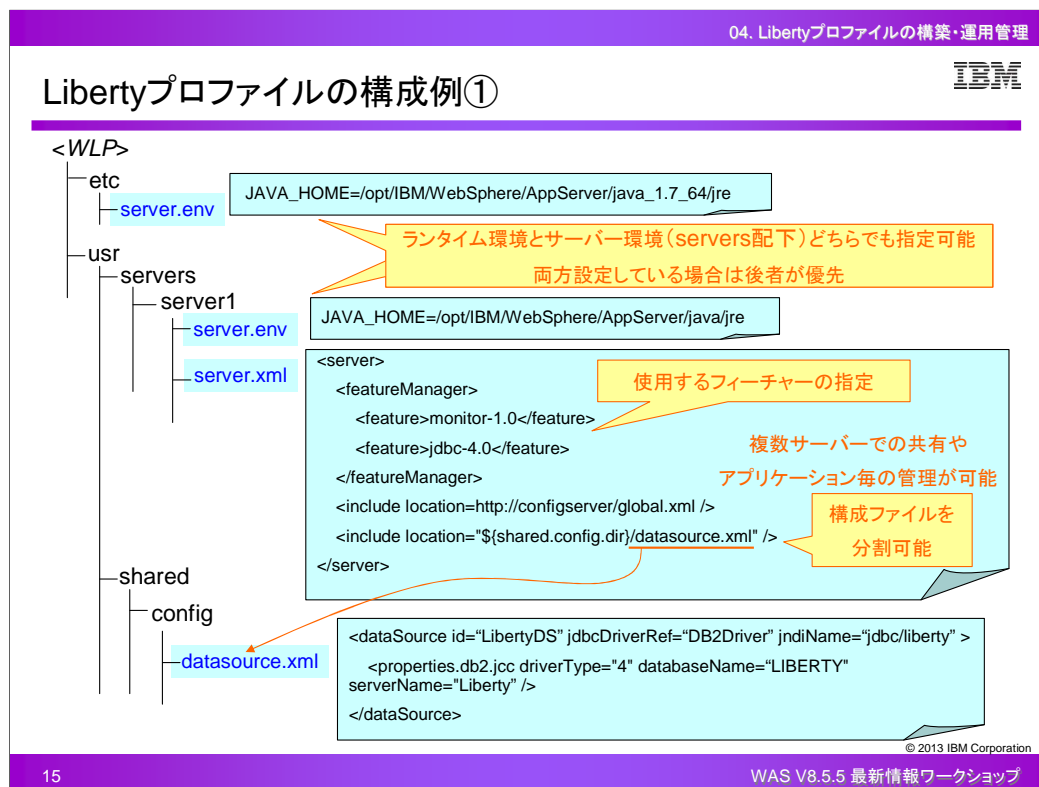 04. Libertyプロファイルの構築・運用管理
Libertyプロファイルの構成例①
IBM
<WLP>
etc
server.env
JAVA_HOME=/opt/IBM/WebSphere/AppServer/java_1.7_64/jre
ランタイム環境とサーバー環境（servers配下）どちらでも指定可能
両方設定している場合は後者が優先
usr
servers
server1
server.env
JAVA_HOME=/opt/IBM/WebSphere/AppServer/java/jre
server.xml
<server>
<featureManager>
使用するフィーチャーの指定
<feature>monitor-1.0</feature>
<feature>jdbc-4.0</feature>
複数サーバーでの共有や
アプリケーション毎の管理が可能
</featureManager>
<include location=http://configserver/global.xml />
<include location="${shared.config.dir}/datasource.xml" />
構成ファイルを
分割可能
</server>
shared
config
datasource.xml
<dataSource id=“LibertyDS” jdbcDriverRef=“DB2Driver” jndiName=“jdbc/liberty” >
<properties.db2.jcc driverType="4" databaseName=“LIBERTY"
serverName="Liberty” />
</dataSource>
© 2013 IBM Corporation
15
WAS V8.5.5 最新情報ワークショップ